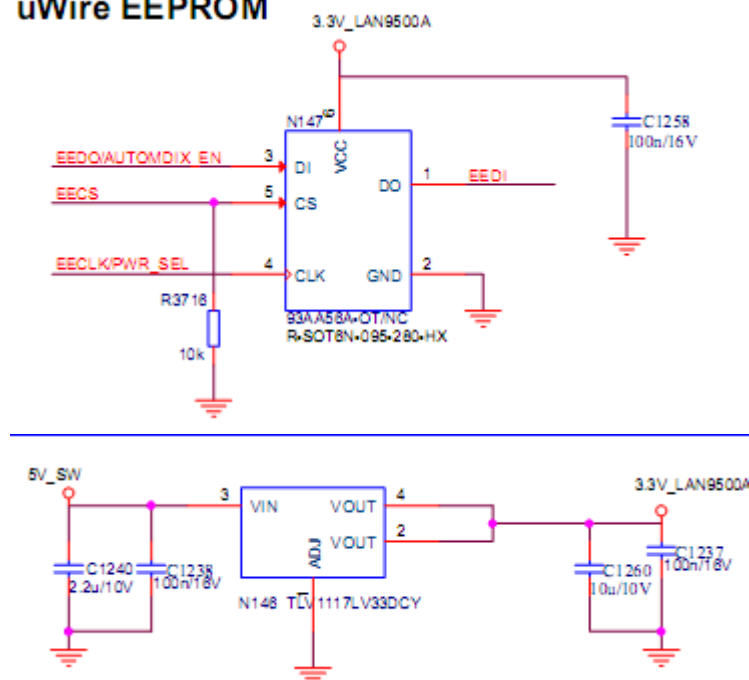 uWire EEPROM
3.3V_LAN9500A
N147
6
C1258
100n/16V
EEDO/AUTOMDIX_EN
3
DI
VCC
DO
1
EEDI
EECS
5
CS
EECLK/PWR_SEL
4
CLK
GND
2
R3716
10k
93AA56A-OT/NC
R-SOT6N-095-280-HX
5V_SW
3.3V_LAN9500A
3
VIN
VOUT
4
ADJ
VOUT
2
C1240
2.2u/10V
C1238
100n/16V
C1260
10u/10V
C1237
100n/16V
N148
TLV1117LV33DCY